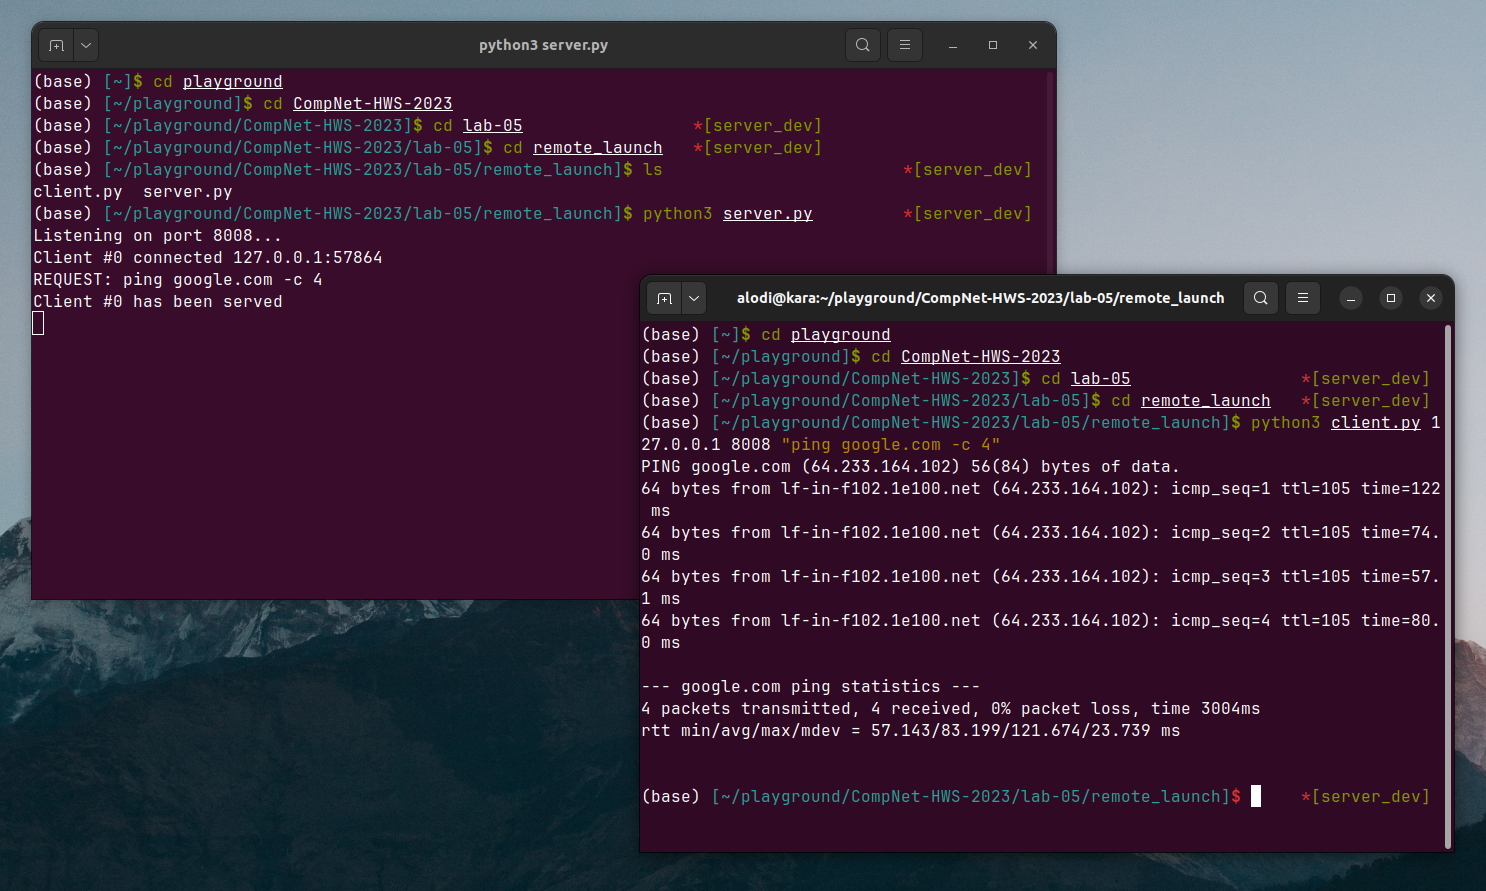 python3 server.py
(base) [~]$ cd playground
(base) [~/playground]$ cd CompNet-HWS-2023
(base) [~/playground/CompNet-HWS-2023]$ cd lab-05 *[server_dev]
(base) [~/playground/CompNet-HWS-2023/lab-05]$ cd remote_launch *[server_dev]
(base) [~/playground/CompNet-HWS-2023/lab-05/remote_launch]$ ls *[server_dev]
client.py  server.py
(base) [~/playground/CompNet-HWS-2023/lab-05/remote_launch]$ python3 server.py *[server_dev]
Listening on port 8008...
Client #0 connected 127.0.0.1:57864
REQUEST: ping google.com -c 4
Client #0 has been served
alodi@kara:~/playground/CompNet-HWS-2023/lab-05/remote_launch
(base) [~]$ cd playground
(base) [~/playground]$ cd CompNet-HWS-2023
(base) [~/playground/CompNet-HWS-2023]$ cd lab-05 *[server_dev]
(base) [~/playground/CompNet-HWS-2023/lab-05]$ cd remote_launch *[server_dev]
(base) [~/playground/CompNet-HWS-2023/lab-05/remote_launch]$ python3 client.py 1
27.0.0.1 8008 "ping google.com -c 4"
PING google.com (64.233.164.102) 56(84) bytes of data.
64 bytes from lf-in-f102.1e100.net (64.233.164.102): icmp_seq=1 ttl=105 time=122
 ms
64 bytes from lf-in-f102.1e100.net (64.233.164.102): icmp_seq=2 ttl=105 time=74.
0 ms
64 bytes from lf-in-f102.1e100.net (64.233.164.102): icmp_seq=3 ttl=105 time=57.
1 ms
64 bytes from lf-in-f102.1e100.net (64.233.164.102): icmp_seq=4 ttl=105 time=80.
0 ms
--- google.com ping statistics ---
4 packets transmitted, 4 received, 0% packet loss, time 3004ms
rtt min/avg/max/mdev = 57.143/83.199/121.674/23.739 ms
(base) [~/playground/CompNet-HWS-2023/lab-05/remote_launch]$ *[server_dev]